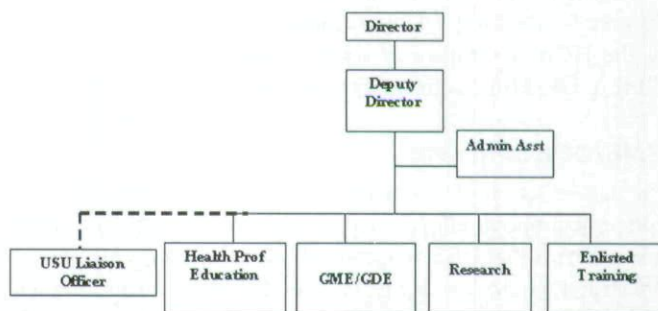 Director
Deputy
Director
Admin Asst
USU Liaison
Officer
Health Prof
Education
GME/GDE
Research
Enlisted
Training